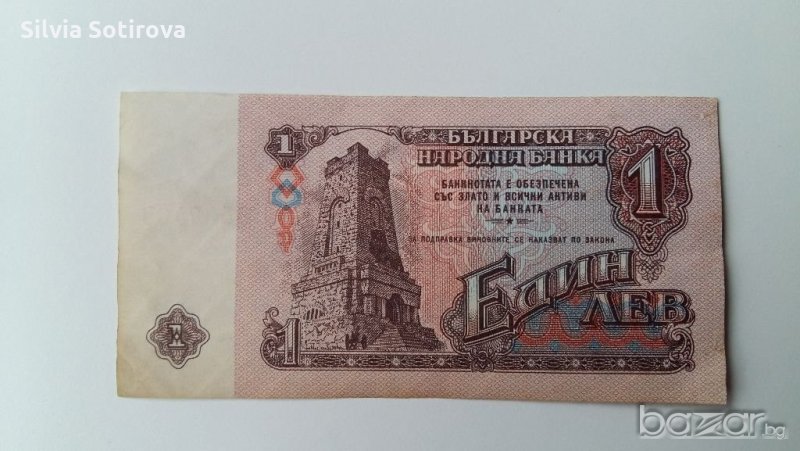 Silvia Sotirova
1
БЪЛГАРСКА
НАРОДНА БАНКА
1
БАНКНОТАТА Е ОБЕЗПЕЧЕНА
СЪС ЗЛАТО И ВСИЧКИ АКТИВИ
НА БАНКАТА
ЗА ПОДПРАВКА ВИНОВНИТЕ СЕ НАКАЗВАТ ПО ЗАКОНА
ЕДИН
ЛЕВ
1
bazar.bg